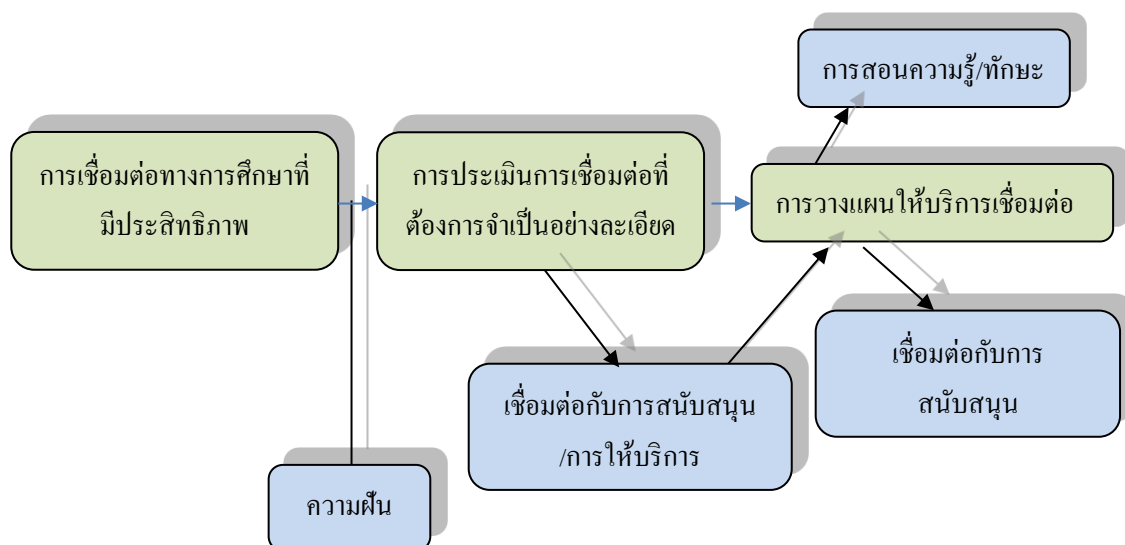 การสอนความรู้/ทักษะ
การเชื่อมต่อทางการศึกษาที่
มีประสิทธิภาพ
การประเมินการเชื่อมต่อที่
ต้องการจำเป็นอย่างละเอียด
การวางแผนให้บริการเชื่อมต่อ
เชื่อมต่อกับการสนับสนุน
/การให้บริการ
เชื่อมต่อกับการ
สนับสนุน
ความฝัน